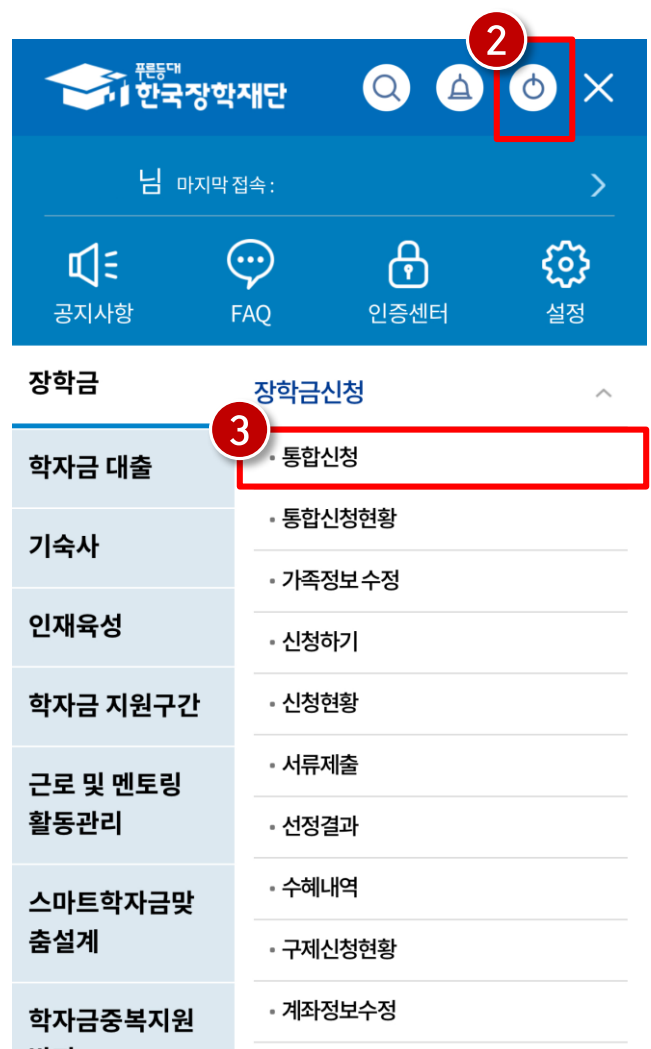 2
푸른등대
한국장학재단
님 마지막 접속 :
공지사항 FAQ 인증센터 설정
장학금
학자금 대출
기숙사
인재육성
학자금 지원구간
근로 및 멘토링
활동관리
스마트학자금맞
춤설계
학자금중복지원
장학금신청
3
통합신청
통합신청현황
가족정보 수정
신청하기
신청현황
서류제출
선정결과
수혜내역
구제신청현황
계좌정보수정